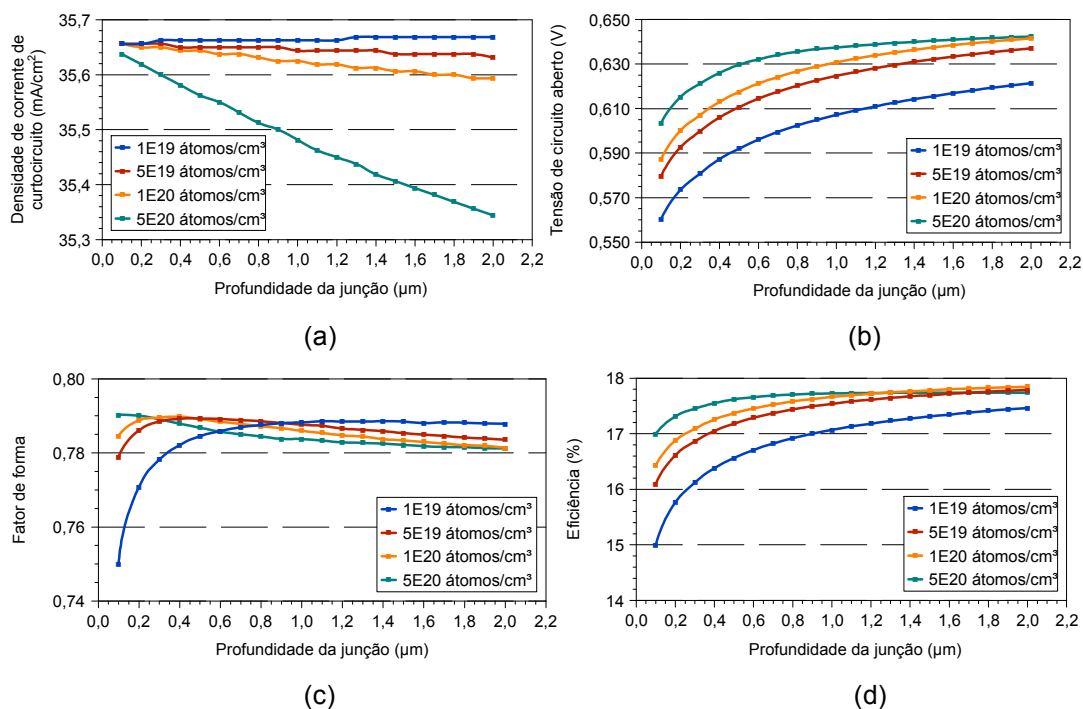 35,7
35,6
35,5
35,4
35,3
Densidade de corrente de
curtocircuito (mA/cm²)
1E19 átomos/cm³
5E19 átomos/cm³
1E20 átomos/cm³
5E20 átomos/cm³
0,0 0,2 0,4 0,6 0,8 1,0 1,2 1,4 1,6 1,8 2,0 2,2
Profundidade da junção (µm)
(a)
0,650
0,630
0,610
0,590
0,570
0,550
Tensão de circuito aberto (V)
1E19 átomos/cm³
5E19 átomos/cm³
1E20 átomos/cm³
5E20 átomos/cm³
0,0 0,2 0,4 0,6 0,8 1,0 1,2 1,4 1,6 1,8 2,0 2,2
Profundidade da junção (µm)
(b)
0,80
0,78
0,76
0,74
Fator de forma
1E19 átomos/cm³
5E19 átomos/cm³
1E20 átomos/cm³
5E20 átomos/cm³
0,0 0,2 0,4 0,6 0,8 1,0 1,2 1,4 1,6 1,8 2,0 2,2
Profundidade da junção (µm)
(c)
18
17
16
15
14
Eficiência (%)
1E19 átomos/cm³
5E19 átomos/cm³
1E20 átomos/cm³
5E20 átomos/cm³
0,0 0,2 0,4 0,6 0,8 1,0 1,2 1,4 1,6 1,8 2,0 2,2
Profundidade da junção (µm)
(d)